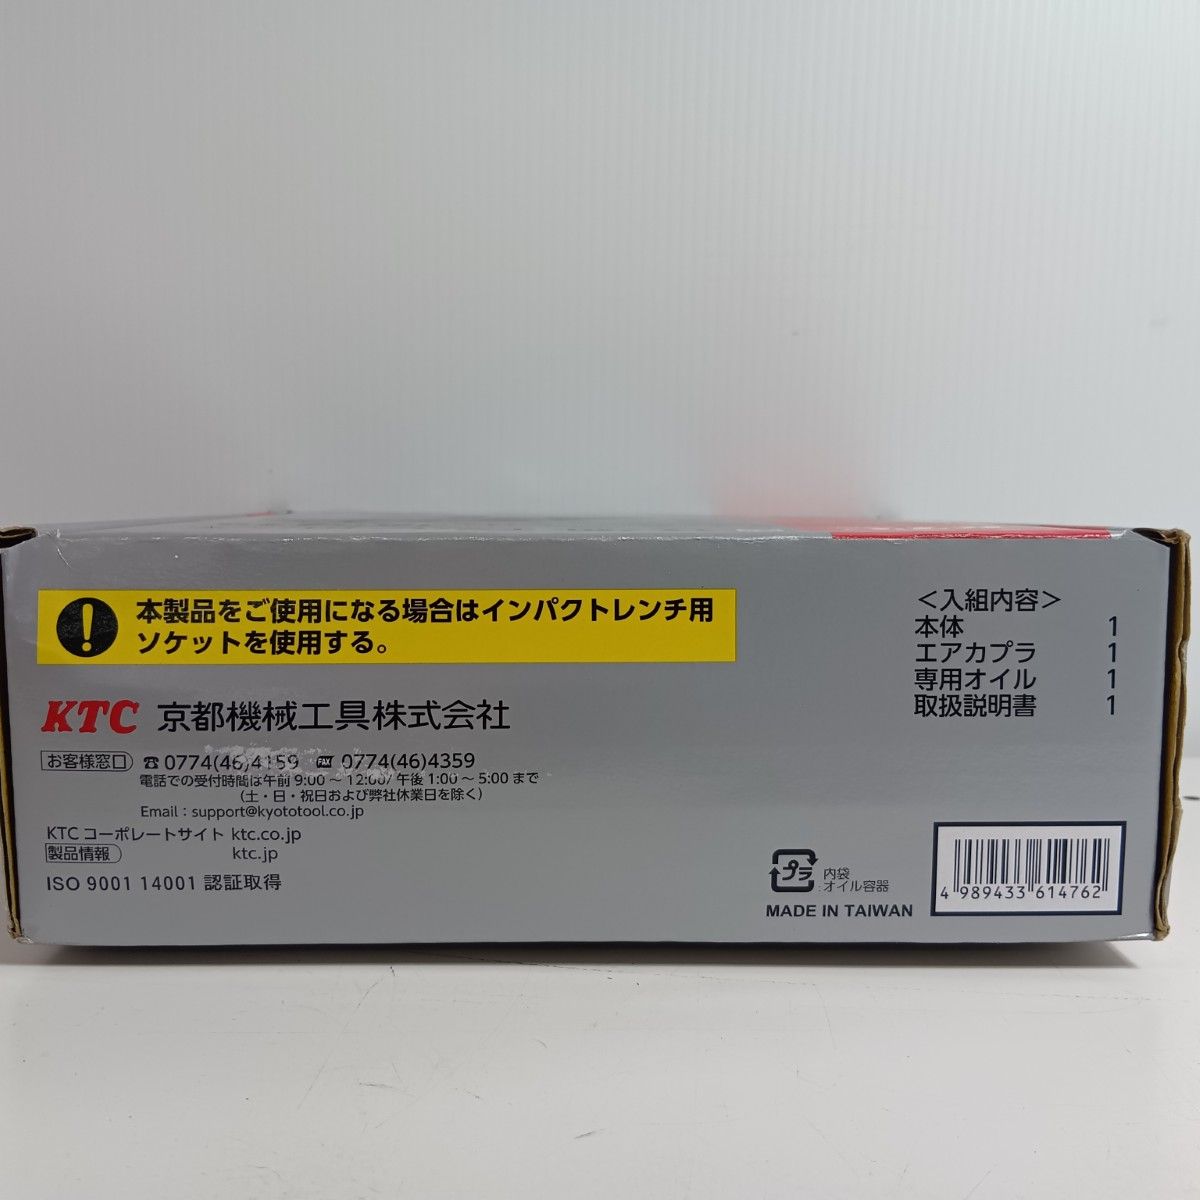 本製品をご使用になる場合はインパクトレンチ用
ソケットを使用する。
KTC 京都機械工具株式会社
お客様窓口 ☎0774(46)4159 FAX 0774(46)4359
電話での受付時間は午前9:00～12:00/午後1:00～5:00まで
(土・日・祝日および弊社休業日を除く)
Email：support@kyototool.co.jp
KTCコーポレートサイト ktc.co.jp
製品情報 ktc.jp
ISO 9001 14001 認証取得
＜入組内容＞
本体 1
エアカプラ 1
専用オイル 1
取扱説明書 1
プラ 内袋
:オイル容器
MADE IN TAIWAN
4 989433 614762